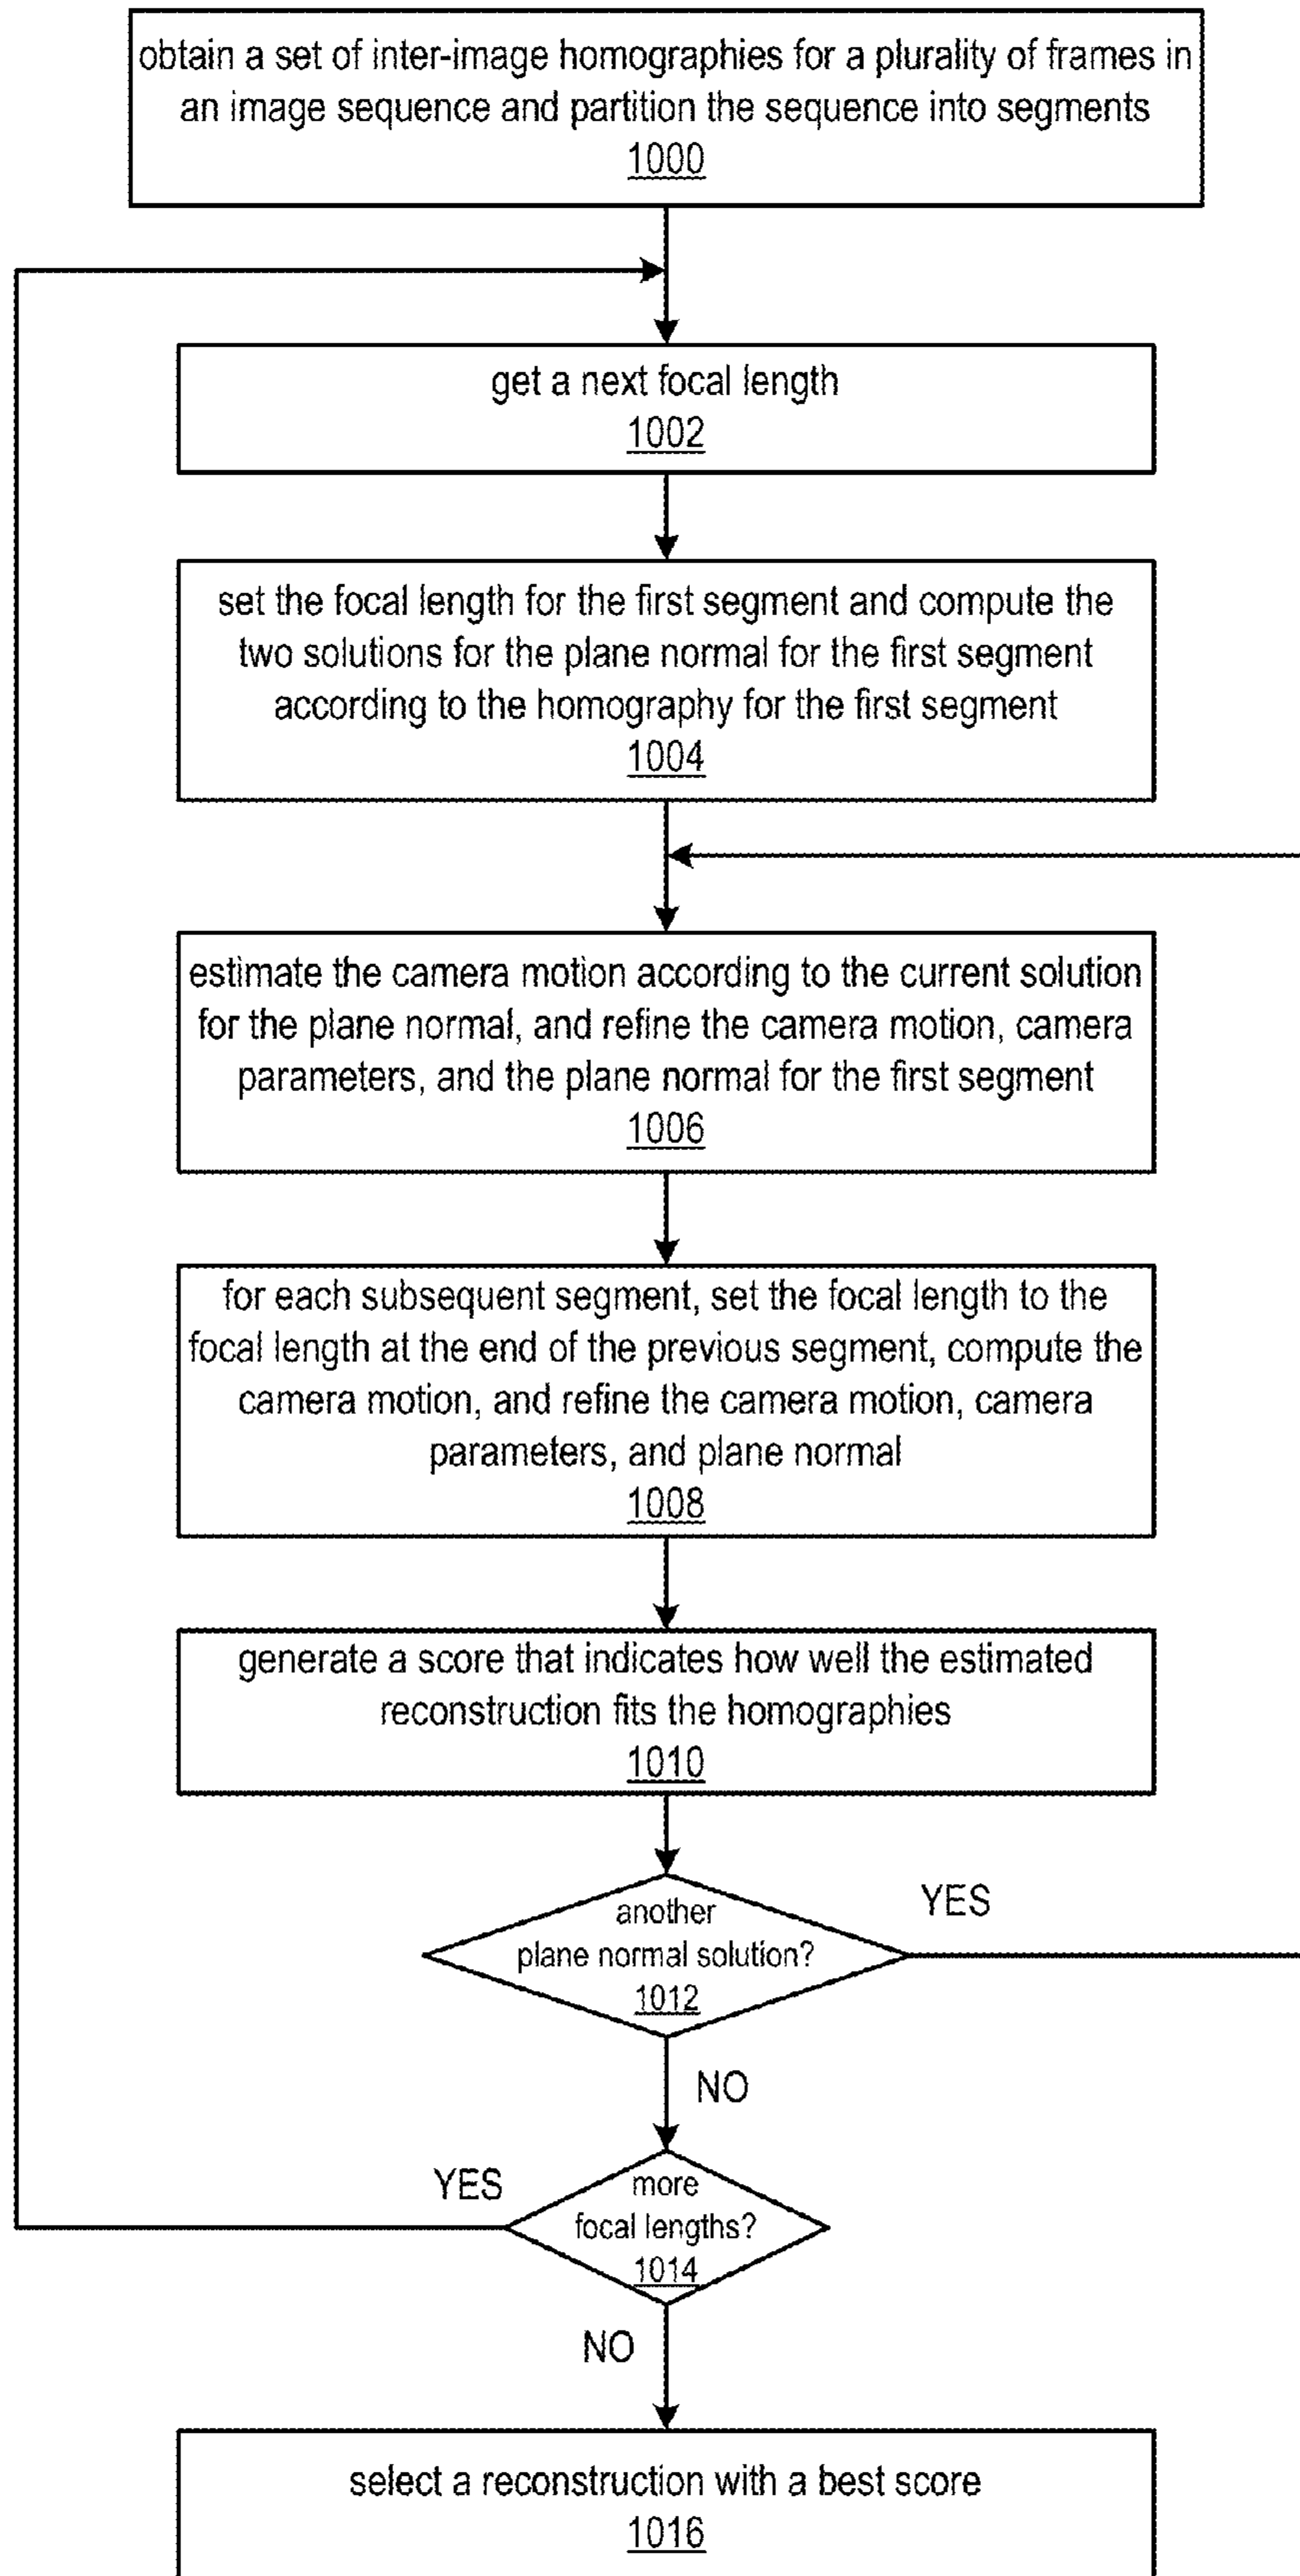 obtain a set of inter-image homographies for a plurality of frames in
an image sequence and partition the sequence into segments
1000
get a next focal length
1002
set the focal length for the first segment and compute the
two solutions for the plane normal for the first segment
according to the homography for the first segment
1004
estimate the camera motion according to the current solution
for the plane normal, and refine the camera motion, camera
parameters, and the plane normal for the first segment
1006
for each subsequent segment, set the focal length to the
focal length at the end of the previous segment, compute the
camera motion, and refine the camera motion, camera
parameters, and plane normal
1008
generate a score that indicates how well the estimated
reconstruction fits the homographies
1010
another
plane normal solution?
1012
YES
NO
more
focal lengths?
1014
YES
NO
select a reconstruction with a best score
1016